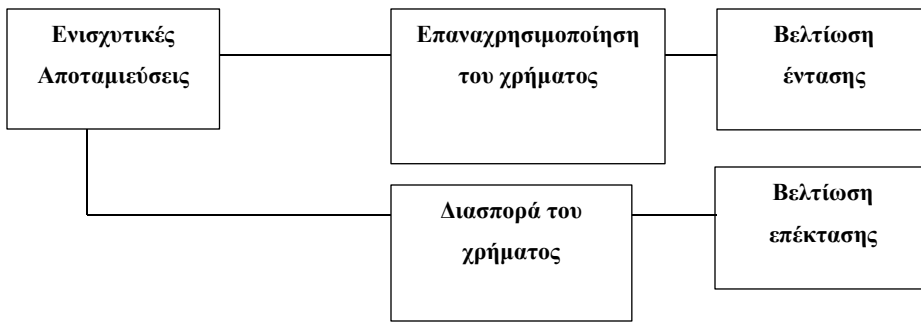 Ενισχυτικές
Αποταμιεύσεις
Επαναχρησιμοποίηση
του χρήματος
Βελτίωση
έντασης
Διασπορά του
χρήματος
Βελτίωση
επέκτασης